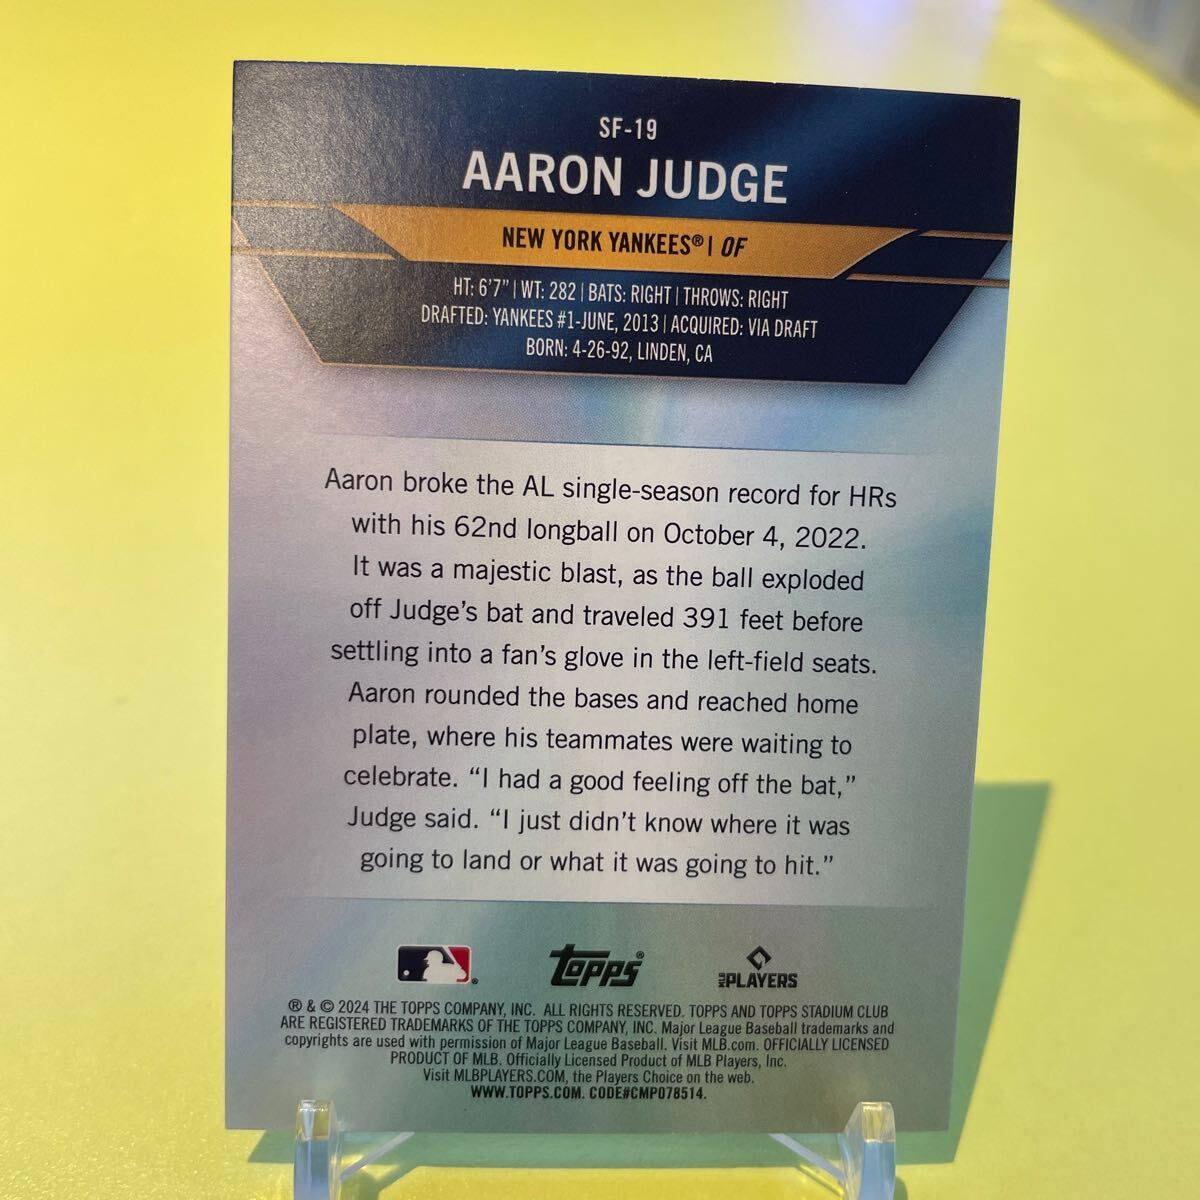 SF-19
AARON JUDGE
NEW YORK YANKEES® | OF
HT: 6'7" | WT: 282 | BATS: RIGHT | THROWS: RIGHT
DRAFTED: YANKEES #1-JUNE, 2013 | ACQUIRED: VIA DRAFT
BORN: 4-26-92, LINDEN, CA
Aaron broke the AL single-season record for HRs
with his 62nd longball on October 4, 2022.
It was a majestic blast, as the ball exploded
off Judge's bat and traveled 391 feet before
settling into a fan's glove in the left-field seats.
Aaron rounded the bases and reached home
plate, where his teammates were waiting to
celebrate. “I had a good feeling off the bat,”
Judge said. “I just didn't know where it was
going to land or what it was going to hit.”
® topps® MLB PLAYERS
® & © 2024 THE TOPPS COMPANY, INC. ALL RIGHTS RESERVED. TOPPS AND TOPPS STADIUM CLUB
ARE REGISTERED TRADEMARKS OF THE TOPPS COMPANY, INC. Major League Baseball trademarks and
copyrights are used with permission of Major League Baseball. Visit MLB.com. OFFICIALLY LICENSED
PRODUCT OF MLB. Officially Licensed Product of MLB Players, Inc.
Visit MLBPLAYERS.COM, the Players Choice on the web.
WWW.TOPPS.COM. CODE#CMP078514.